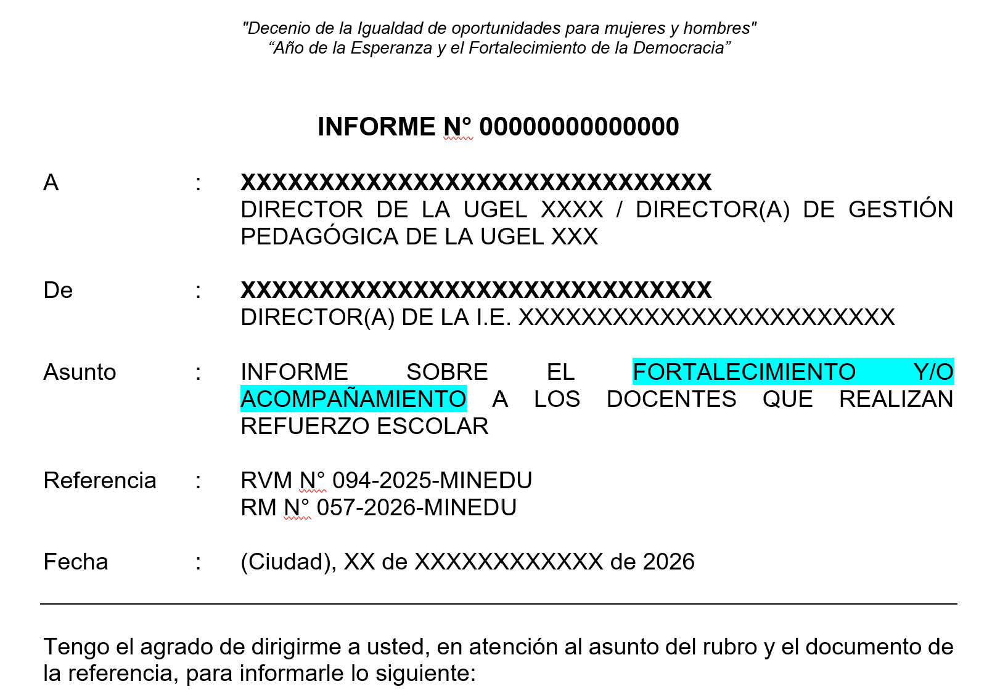 "Decenio de la Igualdad de oportunidades para mujeres y hombres"
“Año de la Esperanza y el Fortalecimiento de la Democracia”
INFORME N° 00000000000000
A : XXXXXXXXXXXXXXXXXXXXXXXXXXXXXX
DIRECTOR DE LA UGEL XXXX / DIRECTOR(A) DE GESTIÓN
PEDAGÓGICA DE LA UGEL XXX
De : XXXXXXXXXXXXXXXXXXXXXXXXXXXXXX
DIRECTOR(A) DE LA I.E. XXXXXXXXXXXXXXXXXXXXXXXX
Asunto : INFORME SOBRE EL FORTALECIMIENTO Y/O
ACOMPAÑAMIENTO A LOS DOCENTES QUE REALIZAN
REFUERZO ESCOLAR
Referencia : RVM N° 094-2025-MINEDU
RM N° 057-2026-MINEDU
Fecha : (Ciudad), XX de XXXXXXXXXXXX de 2026
Tengo el agrado de dirigirme a usted, en atención al asunto del rubro y el documento de
la referencia, para informarle lo siguiente: